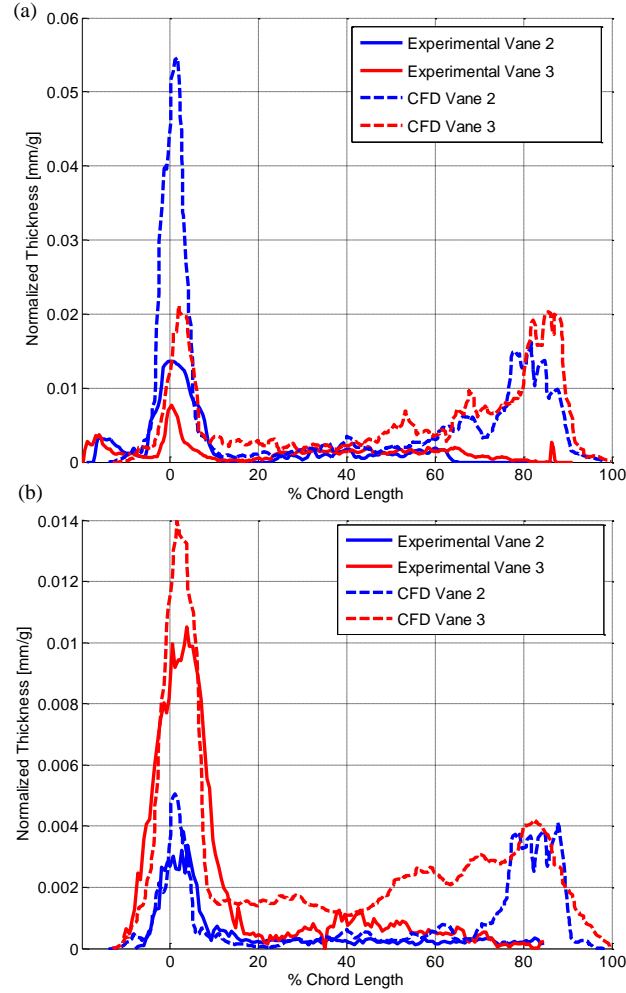 (a)
0.06
0.05
0.04
0.03
0.02
0.01
0
0
20
40
60
80
100
Normalized Thickness [mm/g]
% Chord Length
Experimental Vane 2
Experimental Vane 3
CFD Vane 2
CFD Vane 3
(b)
0.014
0.012
0.01
0.008
0.006
0.004
0.002
0
0
20
40
60
80
100
Normalized Thickness [mm/g]
% Chord Length
Experimental Vane 2
Experimental Vane 3
CFD Vane 2
CFD Vane 3